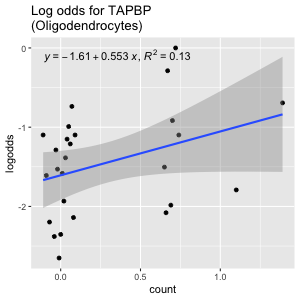 Log odds for TAPBP
(Oligodendrocytes)
y = − 1.61 + 0.553 x, R² = 0.13
0
-1
-2
logodds
0.0 0.5 1.0
count